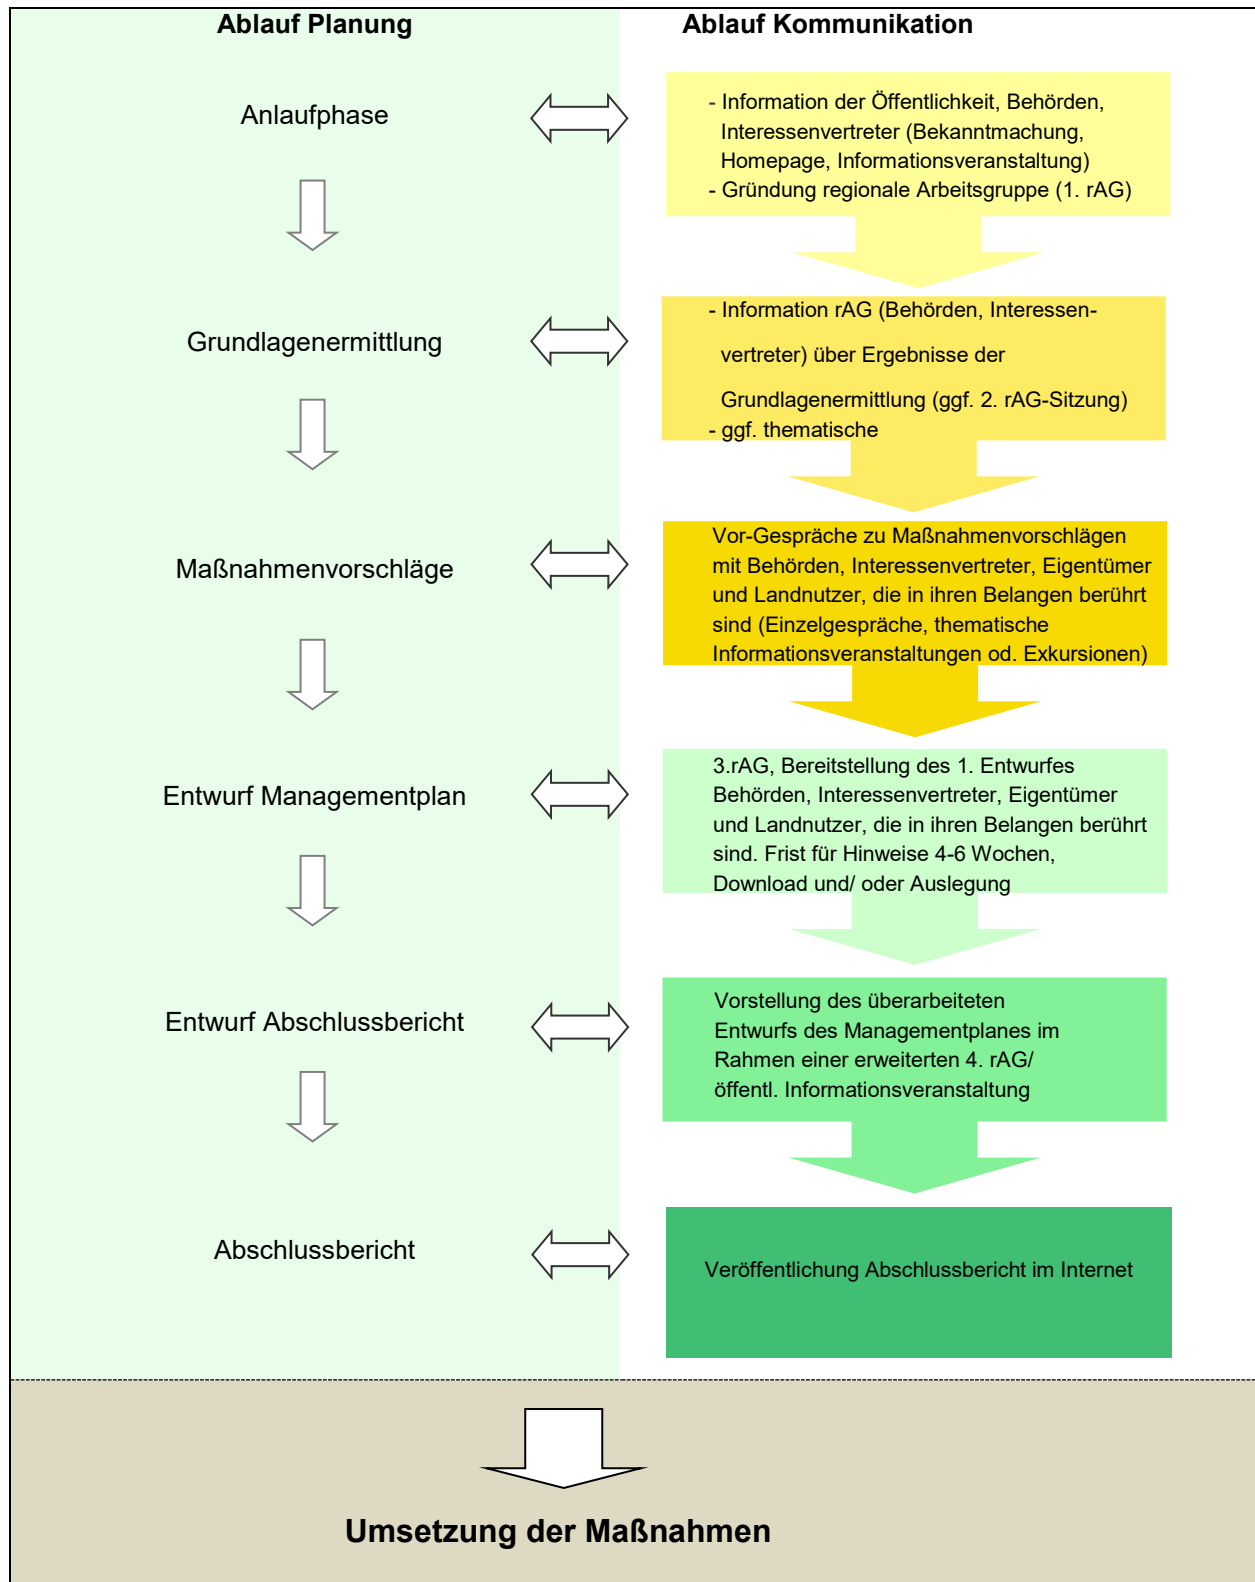 Ablauf Planung
Ablauf Kommunikation
Anlaufphase
- Information der Öffentlichkeit, Behörden,
Interessenvertreter (Bekanntmachung,
Homepage, Informationsveranstaltung)
- Gründung regionale Arbeitsgruppe (1. rAG)
Grundlagenermittlung
- Information rAG (Behörden, Interessen-
vertreter) über Ergebnisse der
Grundlagenermittlung (ggf. 2. rAG-Sitzung)
- ggf. thematische
Maßnahmenvorschläge
Vor-Gespräche zu Maßnahmenvorschlägen
mit Behörden, Interessenvertreter, Eigentümer
und Landnutzer, die in ihren Belangen berührt
sind (Einzelgespräche, thematische
Informationsveranstaltungen od. Exkursionen)
Entwurf Managementplan
3.rAG, Bereitstellung des 1. Entwurfes
Behörden, Interessenvertreter, Eigentümer
und Landnutzer, die in ihren Belangen berührt
sind. Frist für Hinweise 4-6 Wochen,
Download und/ oder Auslegung
Entwurf Abschlussbericht
Vorstellung des überarbeiteten
Entwurfs des Managementplanes im
Rahmen einer erweiterten 4. rAG/
öffentl. Informationsveranstaltung
Abschlussbericht
Veröffentlichung Abschlussbericht im Internet
Umsetzung der Maßnahmen